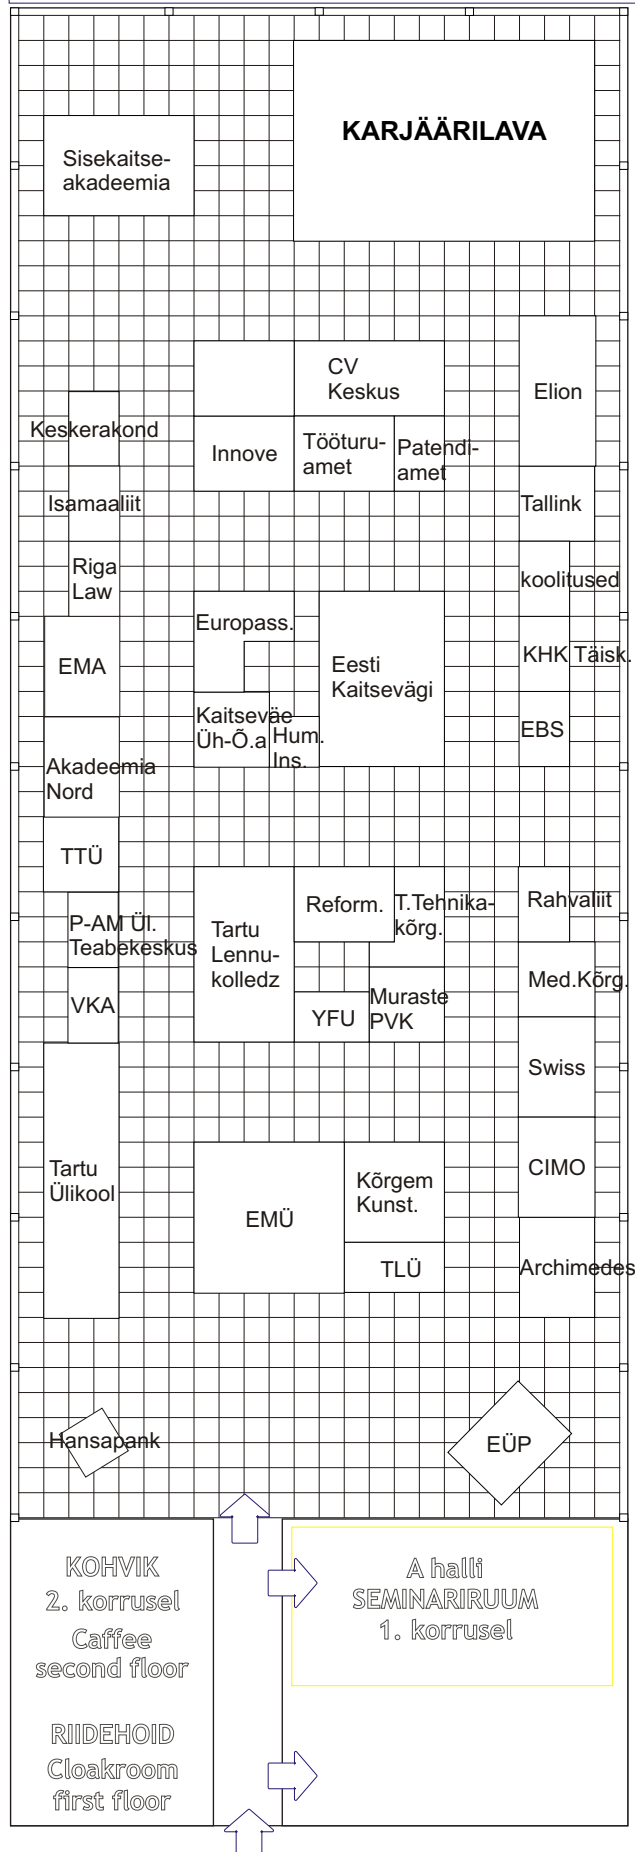 KARJÄÄRILAVA
Sisekaitse-
akadeemia
CV
Keskus
Elion
Keskerakond
Innove
Tööturu-
amet
Patendi-
amet
Isamaaliit
Tallink
Riga
Law
koolitused
Europass.
EMA
Eesti
Kaitsevägi
KHK Täisk.
Kaitseväe
Üh-Õ.a
Hum.
Ins.
EBS
Akadeemia
Nord
TTÜ
Reform.
T.Tehnika-
kõrg.
Rahvaliit
P-AM Ül.
Teabekeskus
Tartu
Lennu-
kolledz
Med.Kõrg.
VKA
YFU
Muraste
PVK
Swiss
Tartu
Ülikool
EMÜ
Kõrgem
Kunst.
CIMO
TLÜ
Archimedes
Hansapank
EÜP
KOHVIK
2. korrusel
Caffee
second floor
A halli
SEMINARIRUUM
1. korrusel
RIIDEHOID
Cloakroom
first floor